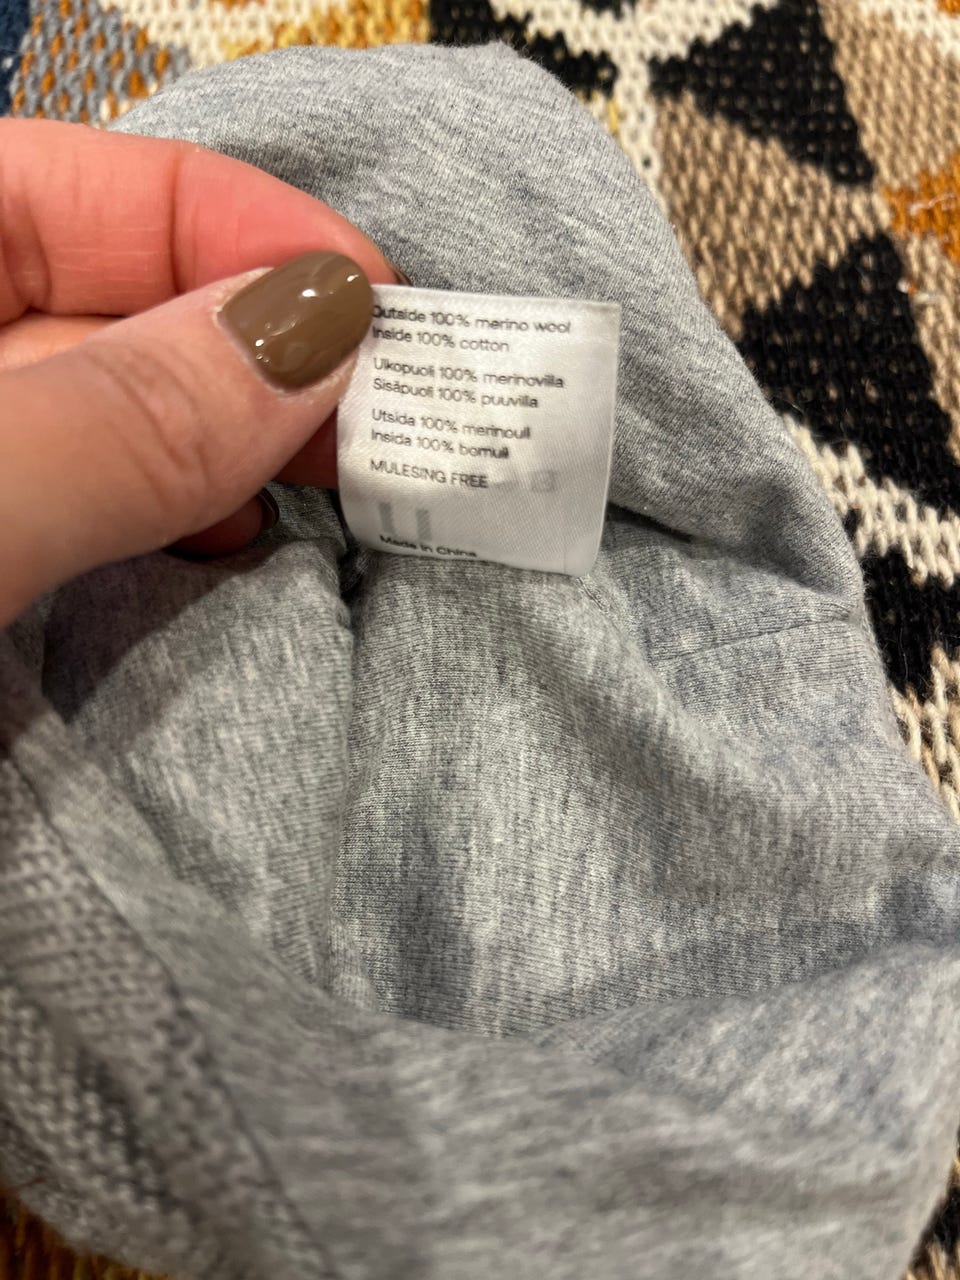 Outside 100% merino wool
Inside 100% cotton
Ulkopuoli 100% merinovilla
Sisäpuoli 100% puuvilla
Utsida 100% merinoull
Insida 100% bomull
MULESING FREE
Made in China